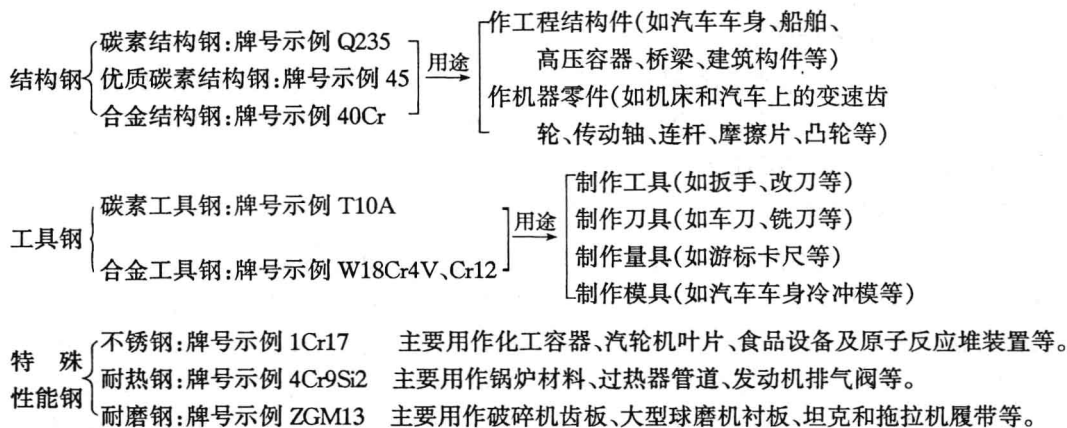 结构钢
碳素结构钢:牌号示例 Q235
优质碳素结构钢:牌号示例 45
合金结构钢:牌号示例 40Cr
用途
作工程结构件(如汽车车身、船舶、
高压容器、桥梁、建筑构件等)
作机器零件(如机床和汽车上的变速齿
轮、传动轴、连杆、摩擦片、凸轮等)
工具钢
碳素工具钢:牌号示例 T10A
合金工具钢:牌号示例 W18Cr4V、Cr12
用途
制作工具(如扳手、改刀等)
制作刀具(如车刀、铣刀等)
制作量具(如游标卡尺等)
制作模具(如汽车车身冷冲模等)
特 殊
性能钢
不锈钢:牌号示例 1Cr17 主要用作化工容器、汽轮机叶片、食品设备及原子反应堆装置等。
耐热钢:牌号示例 4Cr9Si2 主要用作锅炉材料、过热器管道、发动机排气阀等。
耐磨钢:牌号示例 ZGM13 主要用作破碎机齿板、大型球磨机衬板、坦克和拖拉机履带等。